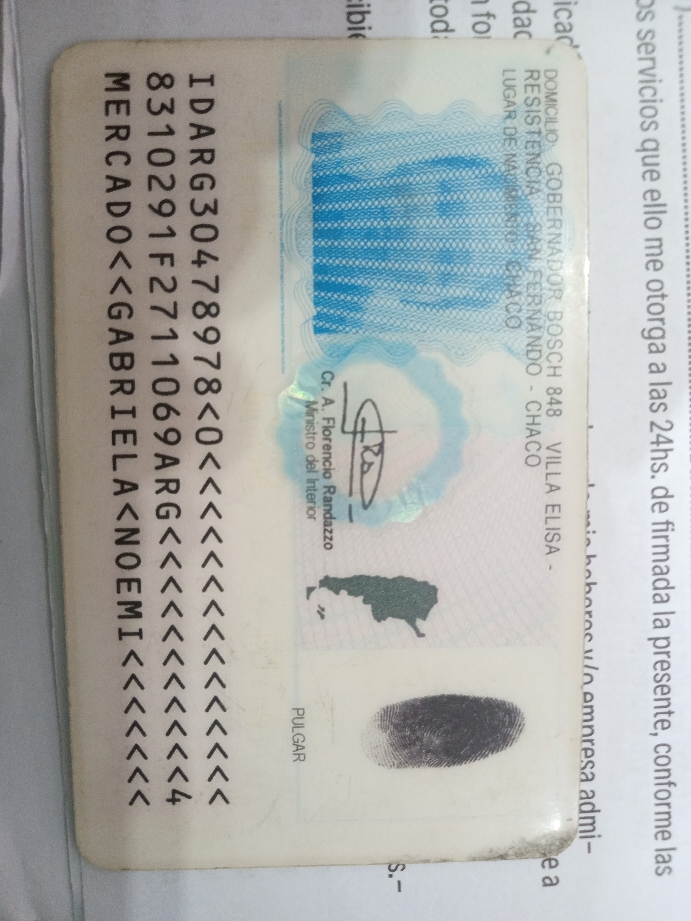 DOMICILIO: GOBERNADOR BOSCH 848 VILLA ELISA -
RESISTENCIA - SAN FERNANDO - CHACO
LUGAR DE NACIMIENTO: CHACO
Cr. A. Florencio Randazzo
Ministro del Interior
PULGAR
IDARG30478978<0<<<<<<<<<<<<<<<
8310291F2711069ARG<<<<<<<<<<<4
MERCADO<<GABRIELA<NOEMI<<<<<<<
os servicios que ello me otorga a las 24hs. de firmada la presente, conforme las
mis haberes y/o empresa admi-
e a
s.-